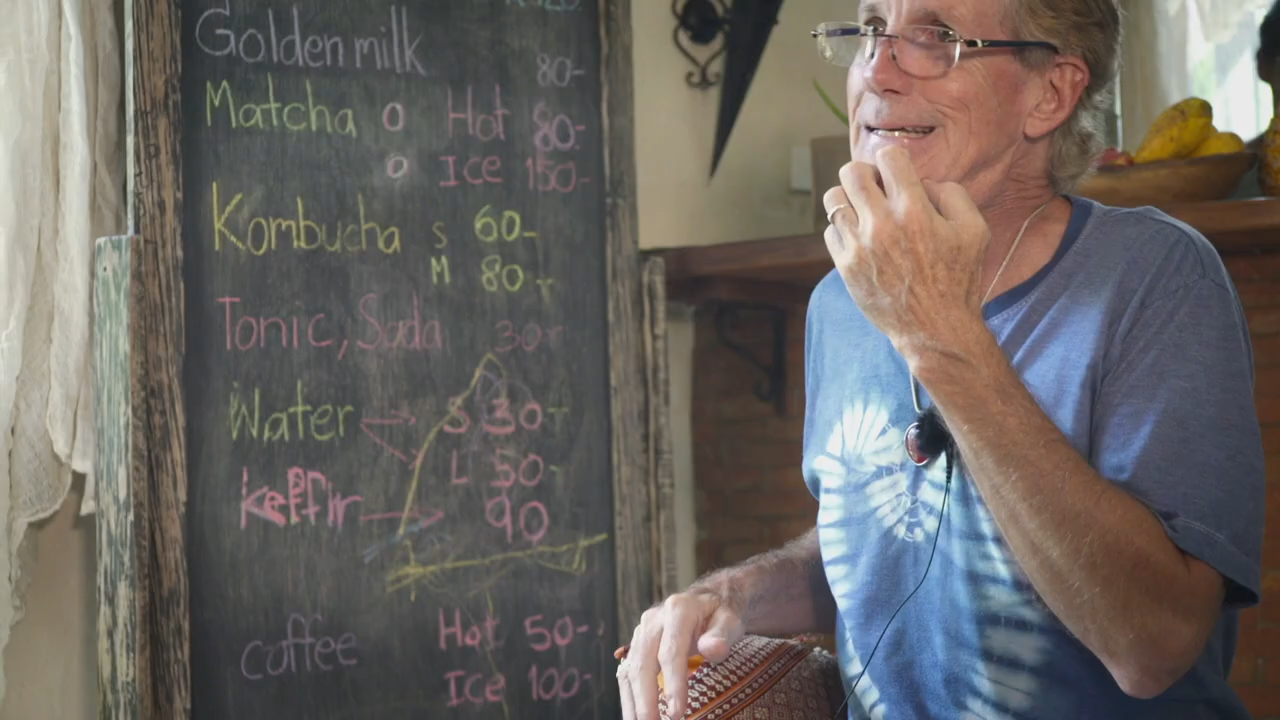 Golden milk 80-
Matcha o Hot 80-
o Ice 150-
Kombucha S 60-
M 80-
Tonic, Soda 30-
Water S 30-
L 50-
keffir 90
coffee Hot 50-
Ice 100-